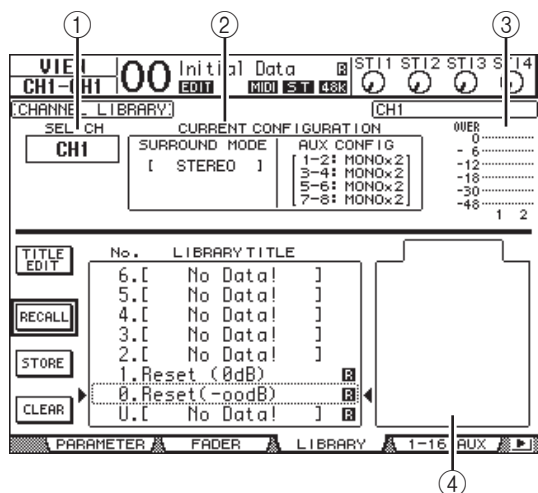 ① ② ③
VIEW 00 Initial Data R ST11 ST12 ST13 ST14
CH1-CH1 EDIT MIDI ST 48K
CHANNEL LIBRARY CH1
SEL CH CURRENT CONFIGURATION OVER
CH1 SURROUND MODE AUX CONFIG 0
[ STEREO ] 1-2: MONOx2 -6
3-4: MONOx2 -12
5-6: MONOx2 -18
7-8: MONOx2 -30
-48
1 2
TITLE EDIT
No. LIBRARY TITLE
6.[ No Data! ]
5.[ No Data! ]
RECALL
4.[ No Data! ]
3.[ No Data! ]
2.[ No Data! ]
STORE
1.Reset (0dB) R
0.Reset(-oodB) R
CLEAR
U.[ No Data! ] R
PARAMETER FADER LIBRARY 1-16 AUX
④